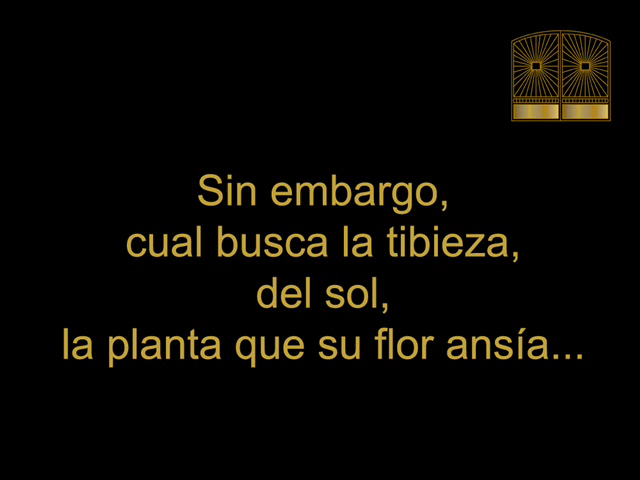 Sin embargo,
cual busca la tibieza,
del sol,
la planta que su flor ansía...